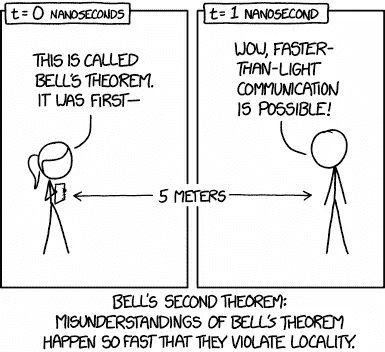 t=0 NANOSECONDS
THIS IS CALLED
BELL'S THEOREM.
IT WAS FIRST—
t=1 NANOSECOND
WOW, FASTER-
THAN-LIGHT
COMMUNICATION
IS POSSIBLE!
5 METERS
BELL'S SECOND THEOREM:
MISUNDERSTANDINGS OF BELL'S THEOREM
HAPPEN SO FAST THAT THEY VIOLATE LOCALITY.